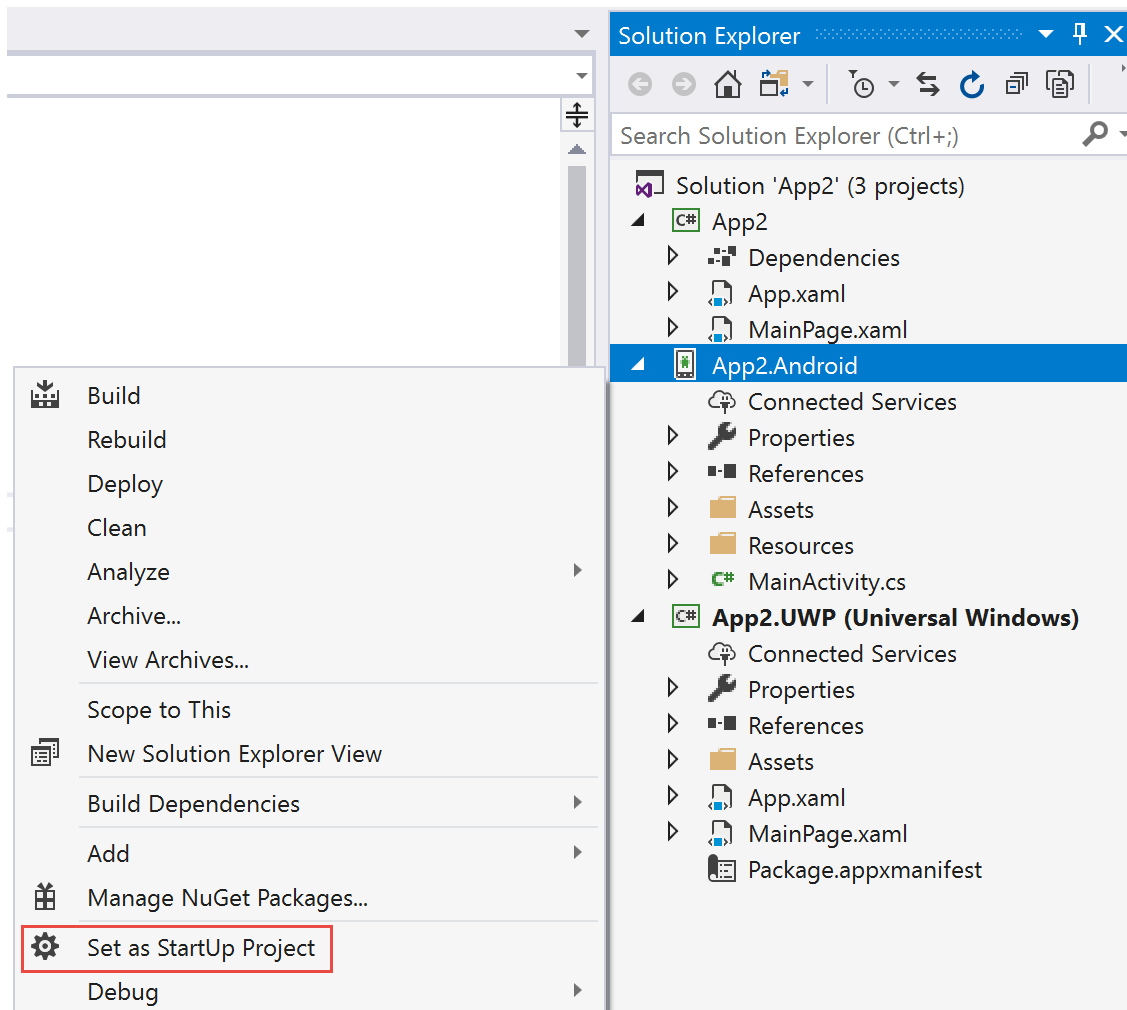 Solution Explorer
Search Solution Explorer (Ctrl+;)
Solution 'App2' (3 projects)
C# App2
Dependencies
App.xaml
MainPage.xaml
App2.Android
Connected Services
Properties
References
Assets
Resources
C# MainActivity.cs
C# App2.UWP (Universal Windows)
Connected Services
Properties
References
Assets
App.xaml
MainPage.xaml
Package.appxmanifest
Build
Rebuild
Deploy
Clean
Analyze
Archive...
View Archives...
Scope to This
New Solution Explorer View
Build Dependencies
Add
Manage NuGet Packages...
Set as StartUp Project
Debug